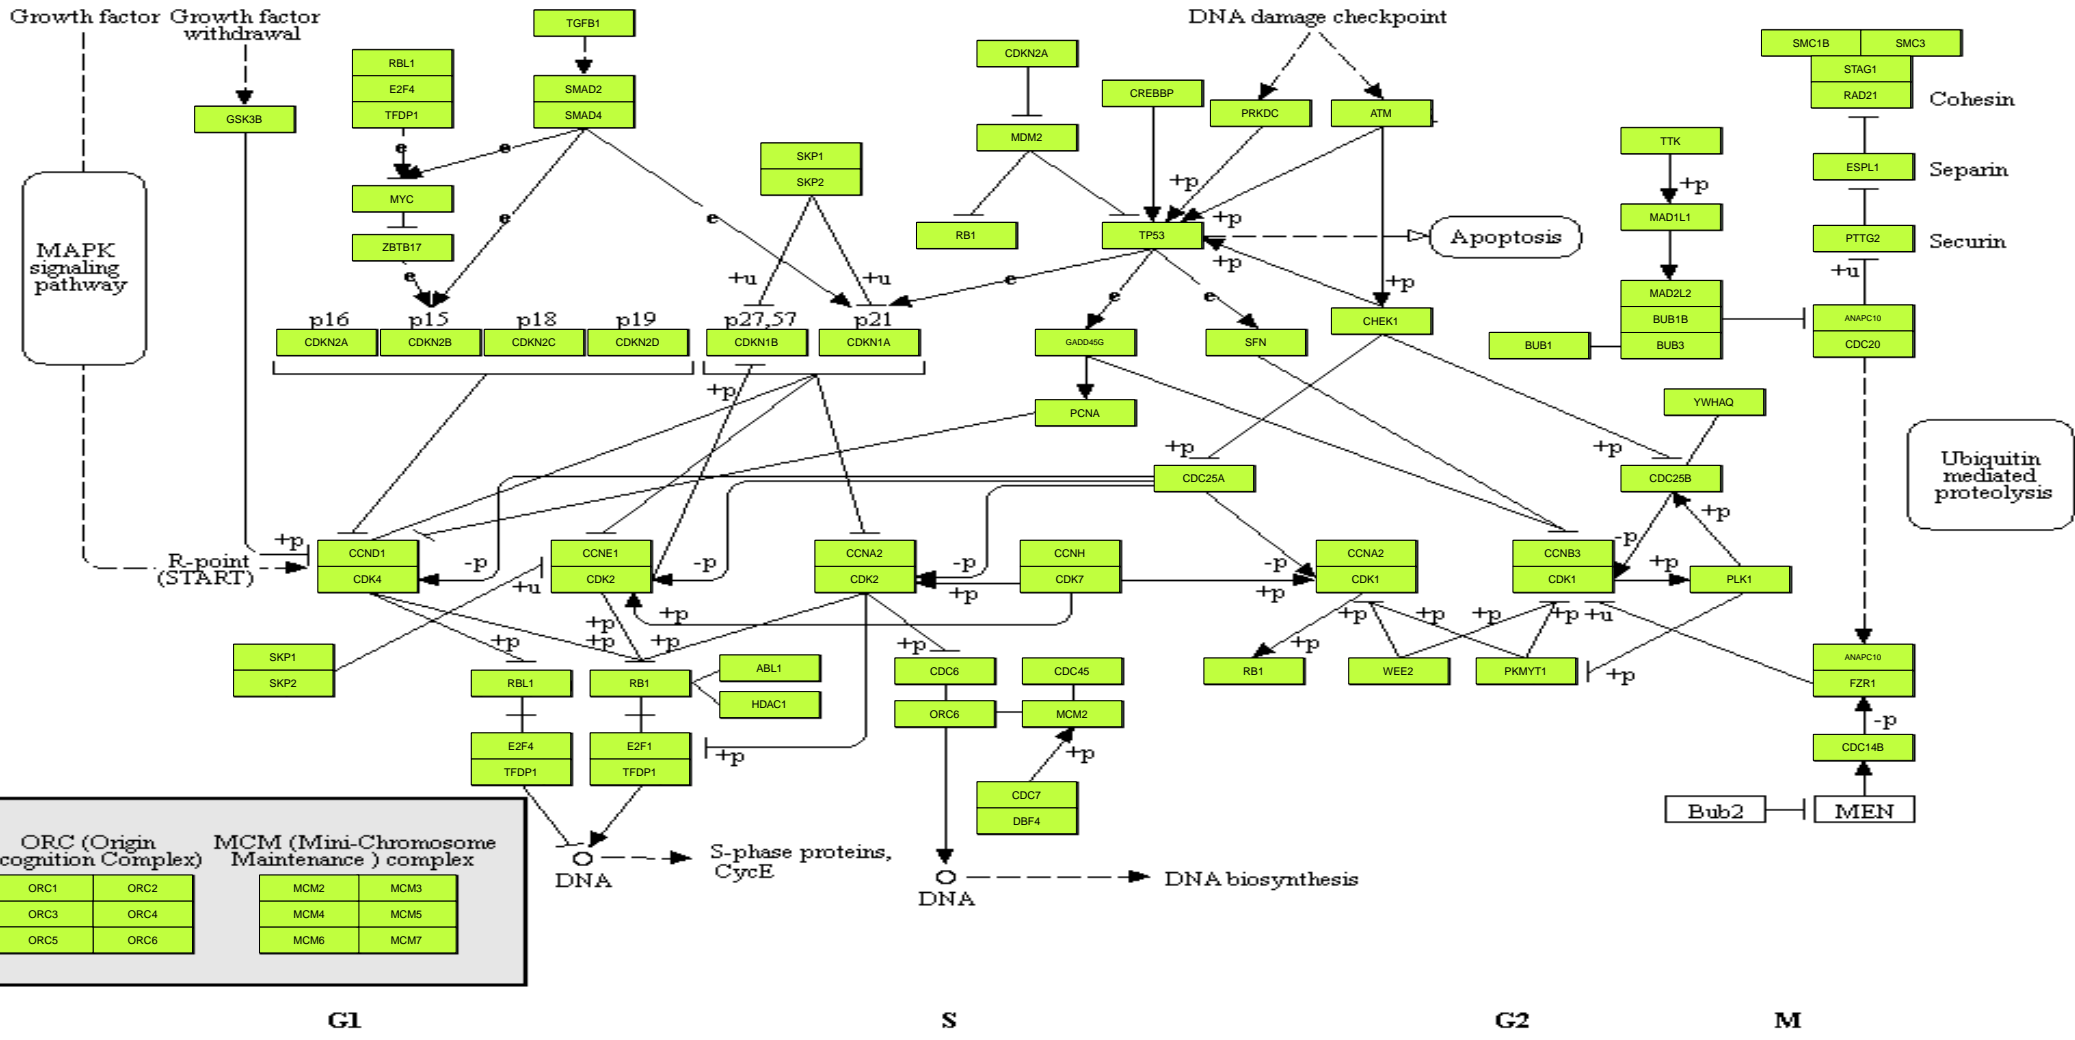 Growth factor
Growth factor
withdrawal
TGFB1
DNA damage checkpoint
SMC1B
SMC3
RBL1
E2F4
TFDP1
SMAD2
SMAD4
CDKN2A
CREBBP
PRKDC
ATM
STAG1
RAD21
Cohesin
GSK3B
e
e
SKP1
SKP2
MDM2
TTK
+p
MAD1L1
ESPL1
Separin
MYC
ZBTB17
e
e
e
RB1
+p
+p
TP53
+p
Apoptosis
PTTG2
Securin
+u
MAPK
signaling
pathway
+u
+u
e
e
e
+p
MAD2L2
BUB1B
BUB3
BUB1
ANAPC10
CDC20
p16
p15
p18
p19
p27,57
p21
CDKN2A
CDKN2B
CDKN2C
CDKN2D
CDKN1B
CDKN1A
GADD45G
SFN
CHEK1
+p
PCNA
YWHAQ
+p
+p
CDC25A
CDC25B
Ubiquitin
mediated
proteolysis
+p
R-point
(START)
+p
CCND1
CDK4
-p
CCNE1
CDK2
-p
CCNA2
CDK2
-p
+p
CCNH
CDK7
-p
+p
CCNA2
CDK1
CCNB3
CDK1
-p
+p
PLK1
+u
+p
+p
+p
+p
+p
+p
+p
+p
+p
+p
+p
+u
+p
SKP1
SKP2
RBL1
RB1
ABL1
HDAC1
CDC6
CDC45
ORC6
MCM2
RB1
WEE2
PKMYT1
ANAPC10
FZR1
-p
E2F4
TFDP1
E2F1
TFDP1
+p
+p
CDC7
DBF4
CDC14B
Bub2
MEN
ORC (Origin
cognition Complex)
MCM (Mini-Chromosome
Maintenance ) complex
ORC1
ORC2
ORC3
ORC4
ORC5
ORC6
MCM2
MCM3
MCM4
MCM5
MCM6
MCM7
DNA
S-phase proteins,
CycE
DNA
DNA biosynthesis
G1
S
G2
M